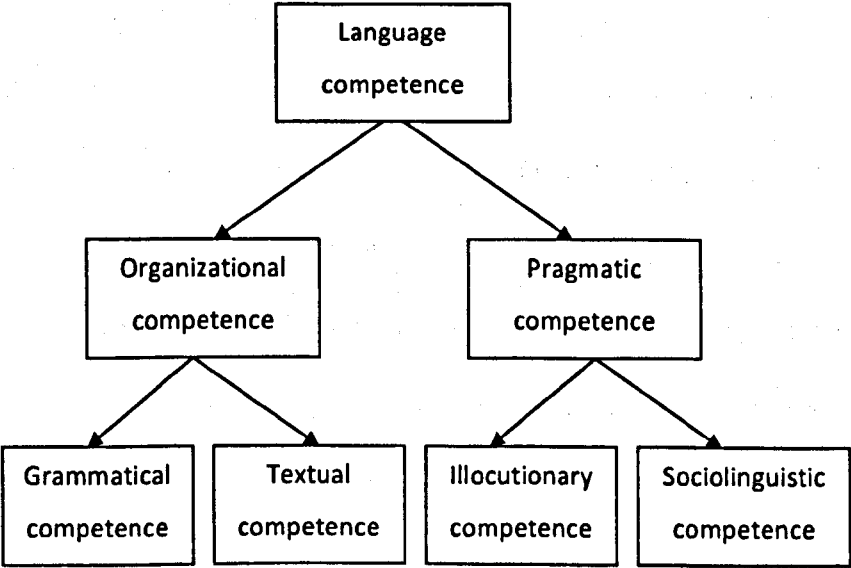 Language
competence
Organizational
competence
Pragmatic
competence
Grammatical
competence
Textual
competence
Illocutionary
competence
Sociolinguistic
competence